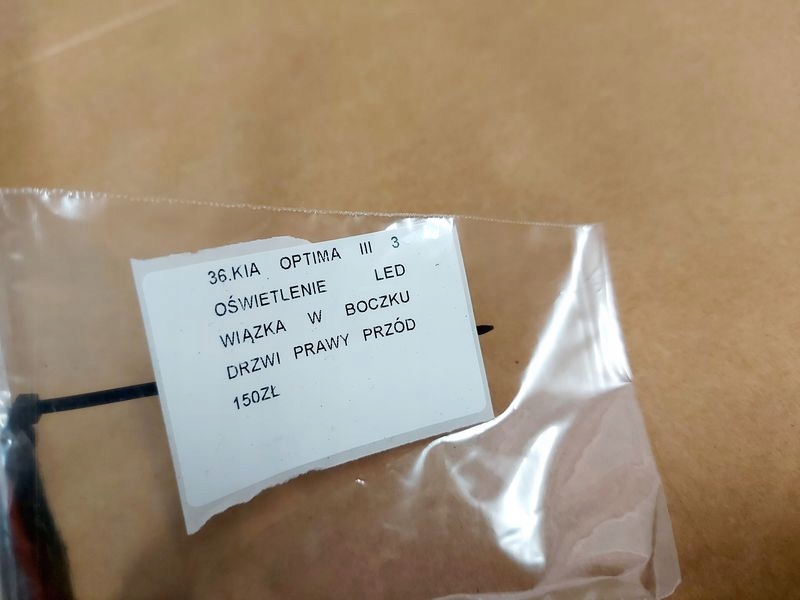 36.KIA OPTIMA III 3
OŚWIETLENIE LED
WIĄZKA W BOCZKU
DRZWI PRAWY PRZÓD
150ZŁ